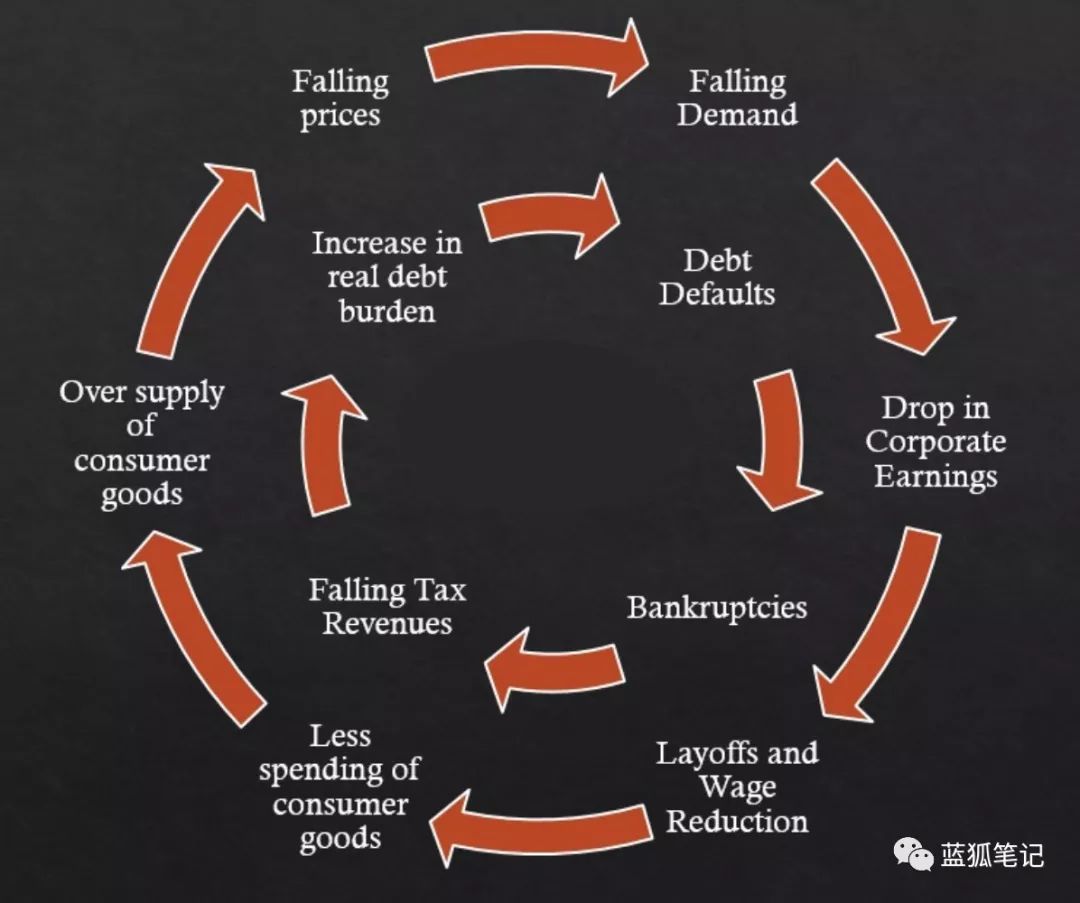 Falling
prices
Falling
Demand
Increase in
real debt
burden
Debt
Defaults
Over supply
of
consumer
goods
Drop in
Corporate
Earnings
Falling Tax
Revenues
Bankruptcies
Less
spending of
consumer
goods
Layoffs and
Wage
Reduction
蓝狐笔记